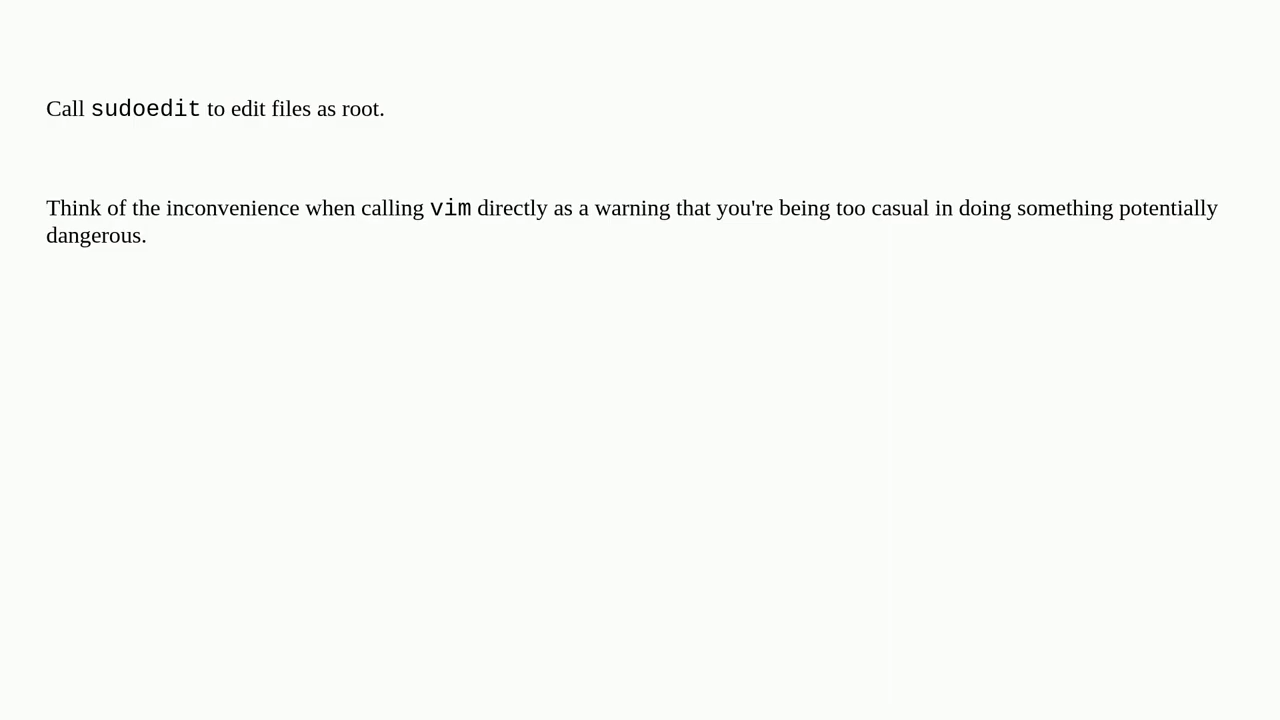 Call sudoedit to edit files as root.
Think of the inconvenience when calling vim directly as a warning that you're being too casual in doing something potentially
dangerous.